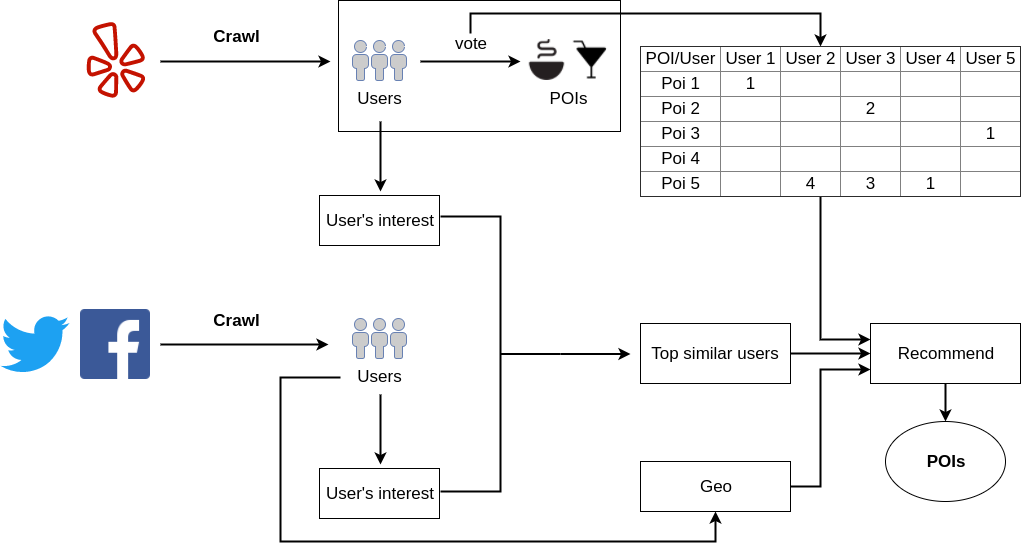 Crawl
vote
Users
POIs
POI/User User 1 User 2 User 3 User 4 User 5
Poi 1 1
Poi 2 2
Poi 3 1
Poi 4
Poi 5 4 3 1
User's interest
Crawl
Users
User's interest
Top similar users
Recommend
Geo
POIs